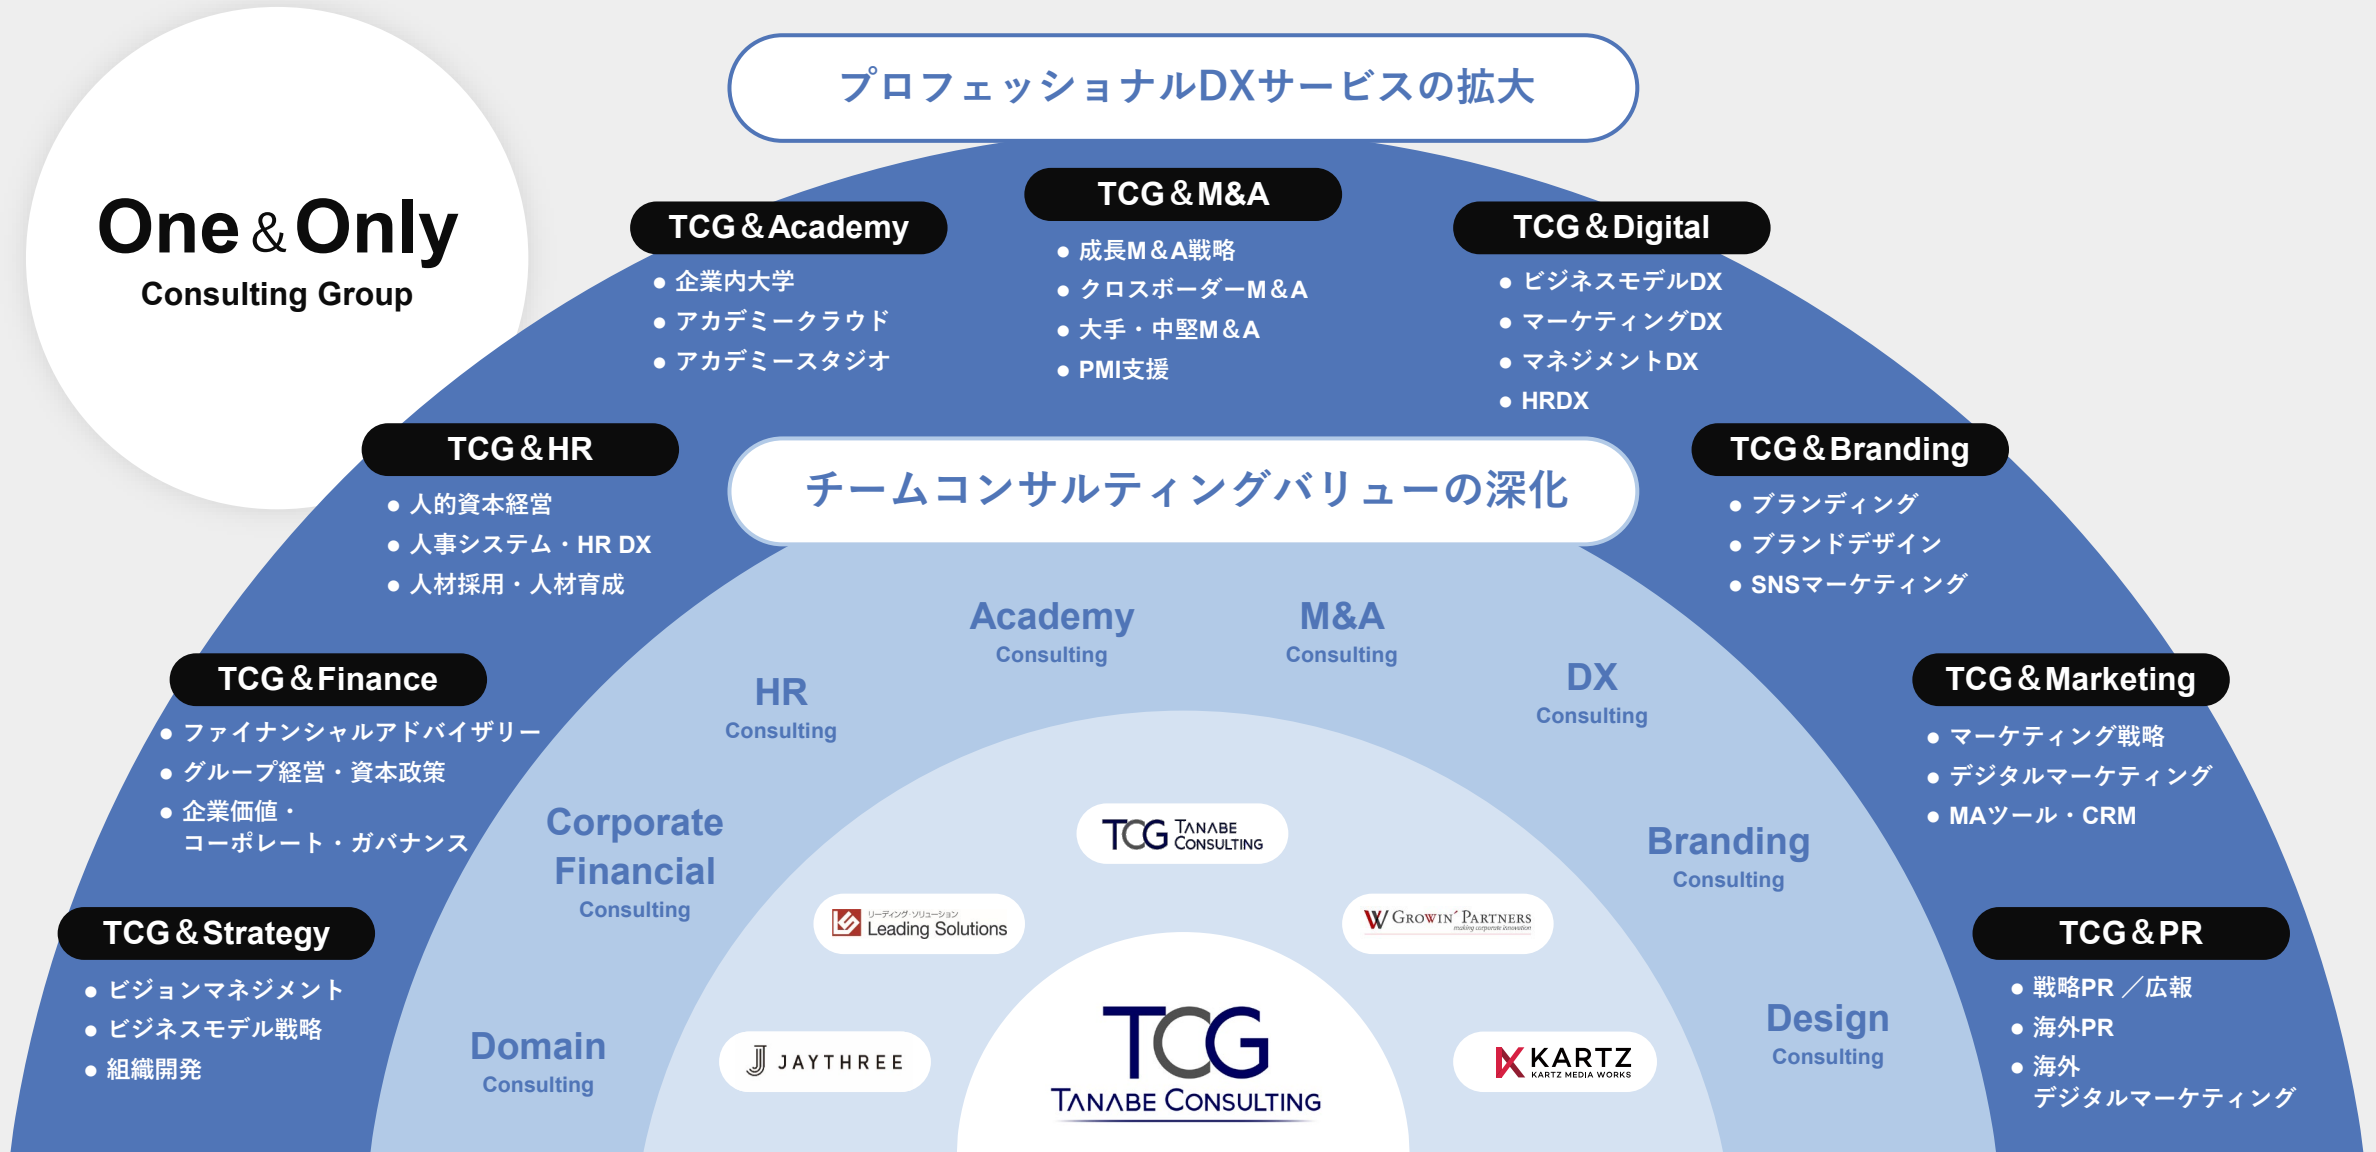 One＆Only
Consulting Group
プロフェッショナルDXサービスの拡大
TCG＆Strategy
ビジョンマネジメント
ビジネスモデル戦略
組織開発
TCG＆Finance
ファイナンシャルアドバイザリー
グループ経営・資本政策
企業価値・
コーポレート・ガバナンス
TCG＆HR
人的資本経営
人事システム・HR DX
人材採用・人材育成
TCG＆Academy
企業内大学
アカデミークラウド
アカデミースタジオ
TCG＆M&A
成長M＆A戦略
クロスボーダーM＆A
大手・中堅M＆A
PMI支援
TCG＆Digital
ビジネスモデルDX
マーケティングDX
マネジメントDX
HRDX
TCG＆Branding
ブランディング
ブランドデザイン
SNSマーケティング
TCG＆Marketing
マーケティング戦略
デジタルマーケティング
MAツール・CRM
TCG＆PR
戦略PR ／広報
海外PR
海外
デジタルマーケティング
チームコンサルティングバリューの深化
Domain
Consulting
Corporate
Financial
Consulting
HR
Consulting
Academy
Consulting
M&A
Consulting
DX
Consulting
Branding
Consulting
Design
Consulting
JAYTHREE
リーディング・ソリューション
Leading Solutions
TCG TANABE
CONSULTING
GROWIN' PARTNERS
making corporate innovation
KARTZ
KARTZ MEDIA WORKS
TCG
TANABE CONSULTING